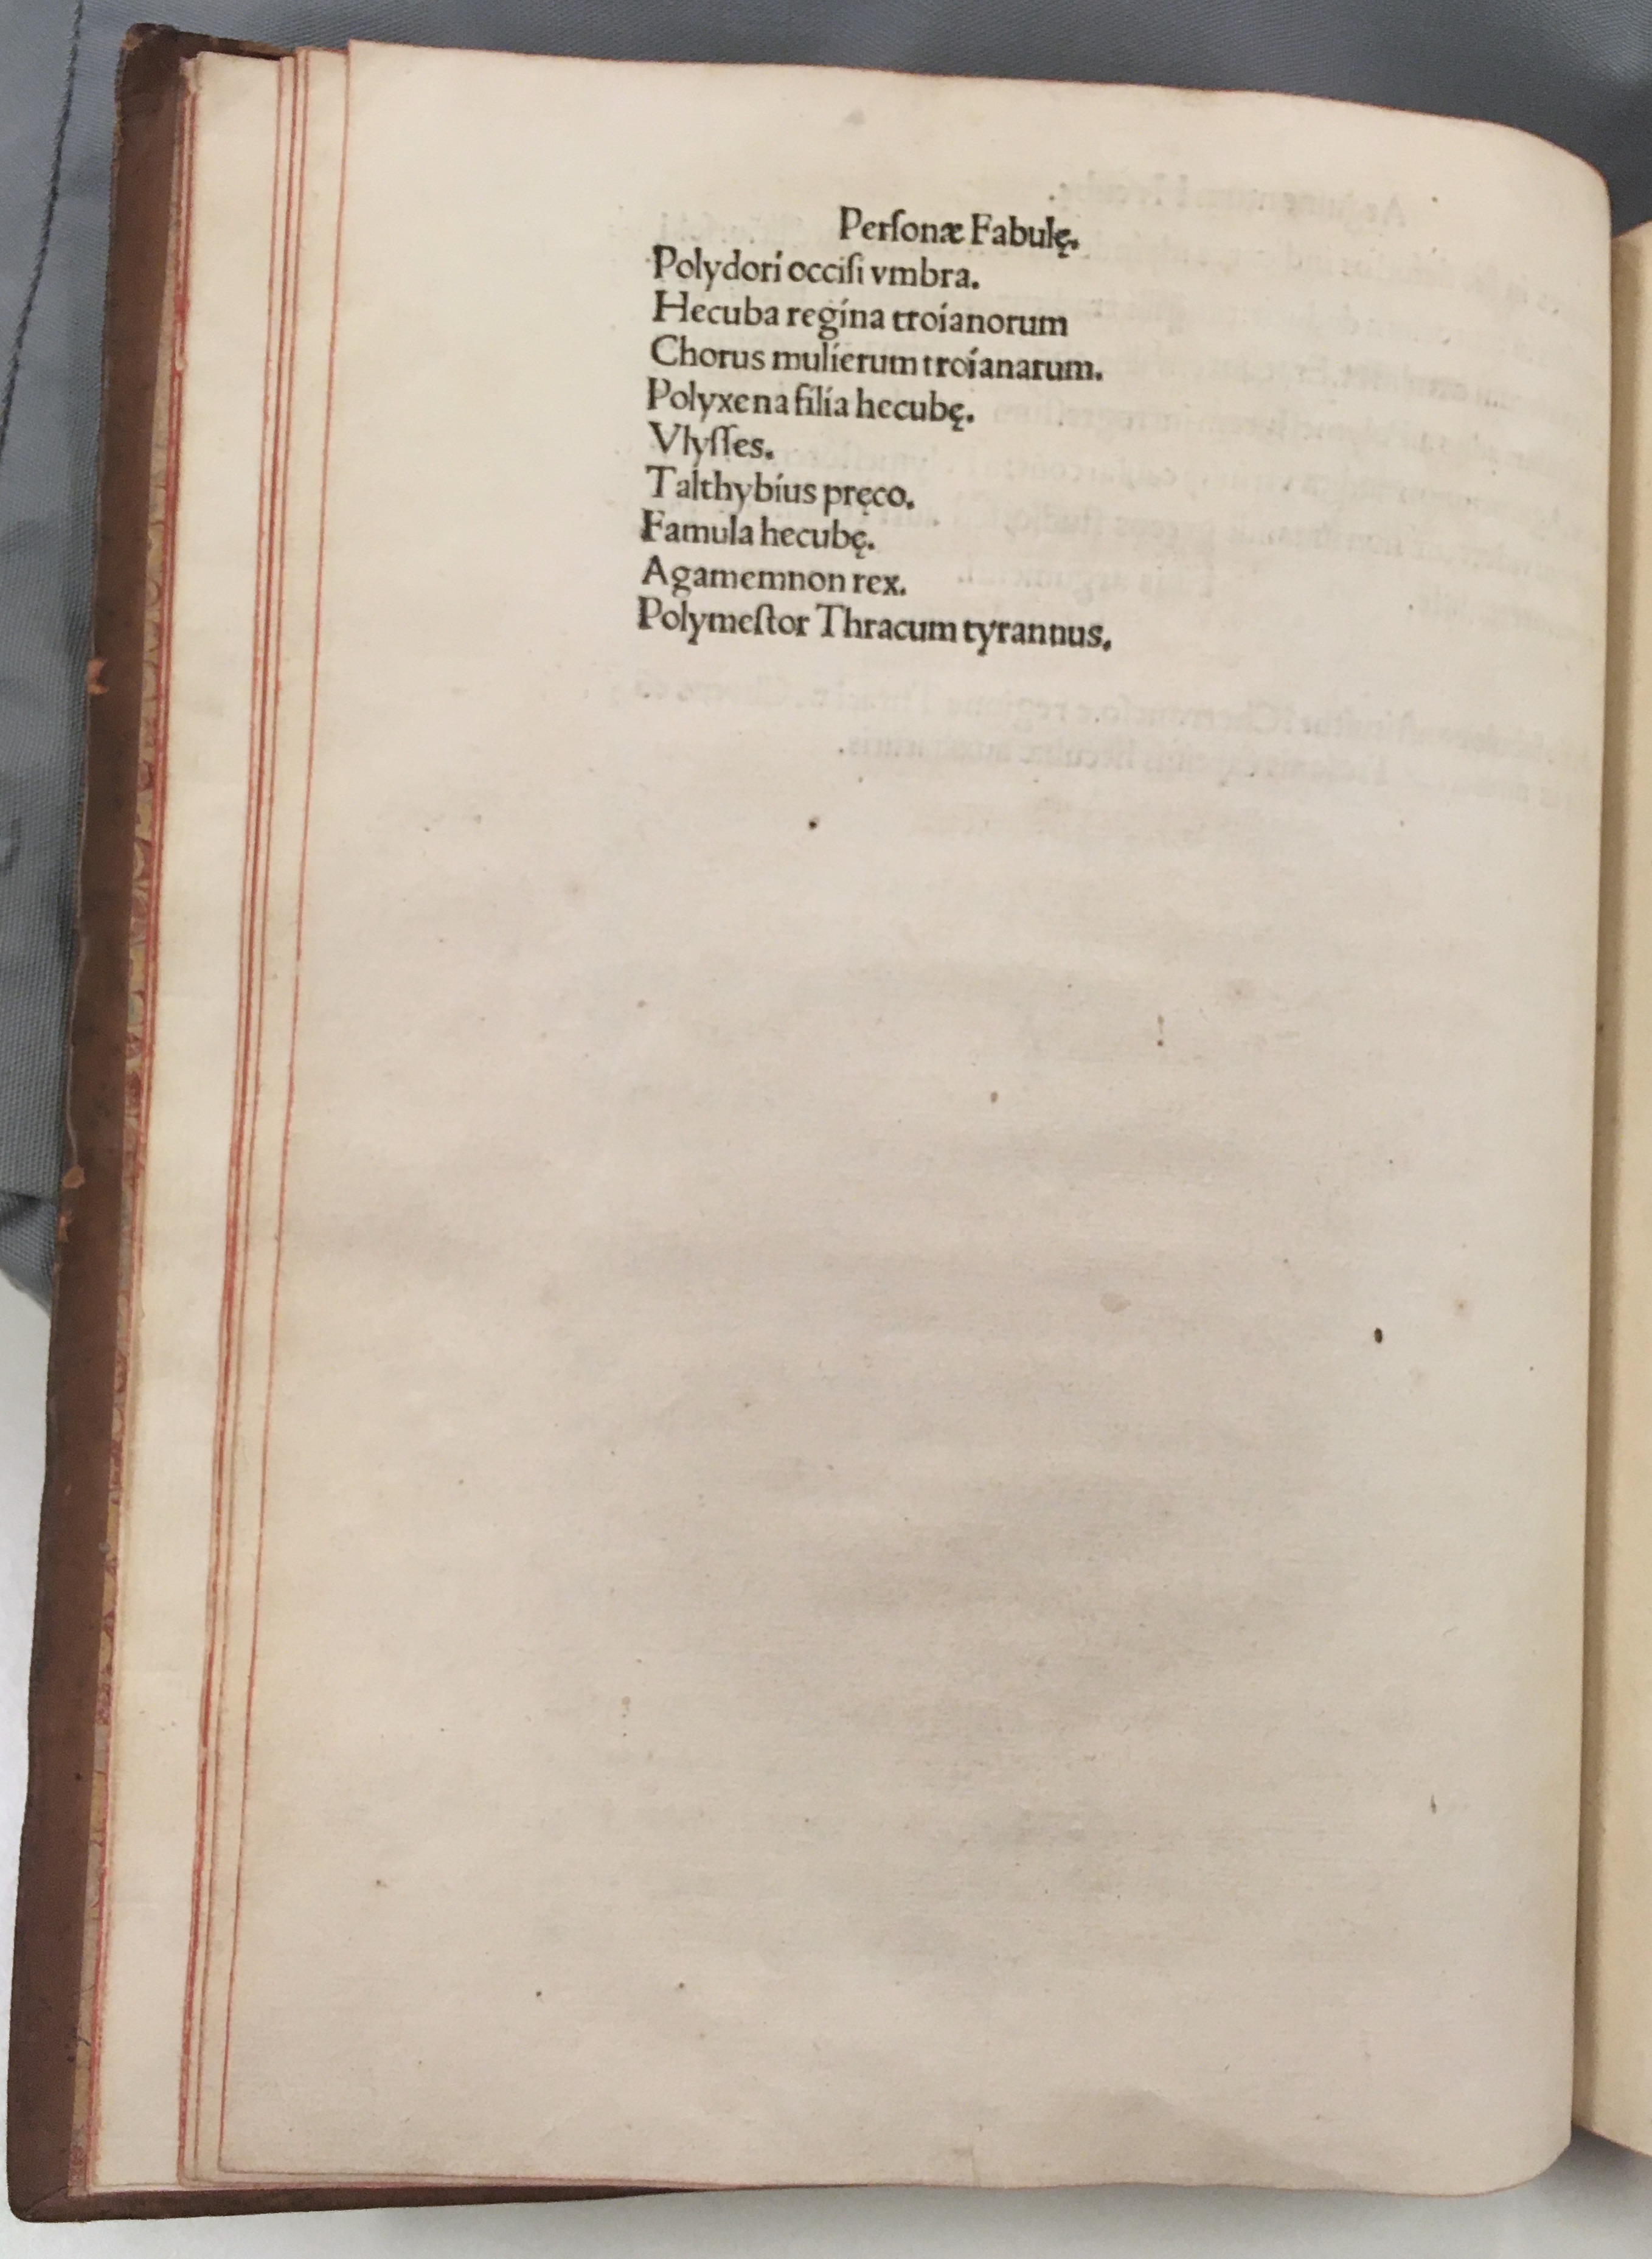 Perſonæ Fabulę.
Polydori occiſi vmbra.
Hecuba regina troianorum
Chorus mulierum troianarum.
Polyxena filia hecubę.
Vlyſſes.
Talthybius pręco.
Famula hecubę.
Agamemnon rex.
Polymeſtor Thracum tyrannus.